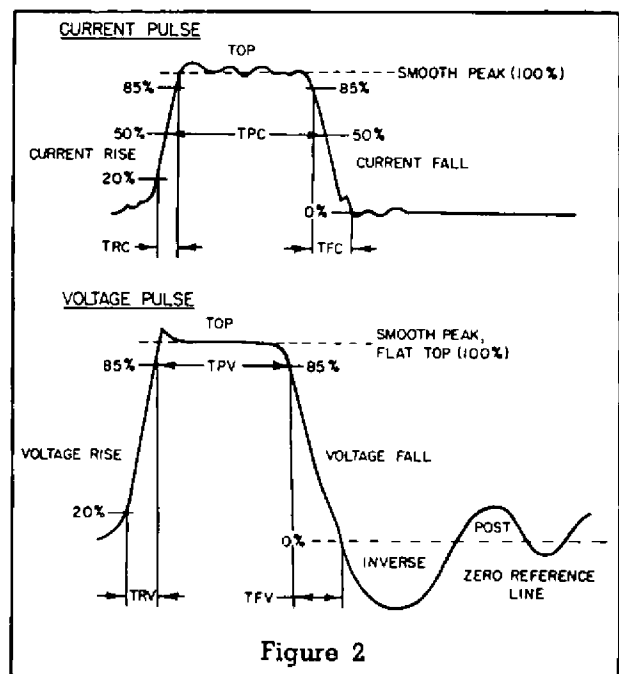 CURRENT PULSE
TOP
SMOOTH PEAK (100%)
85%
85%
50%
TPC
50%
CURRENT RISE
CURRENT FALL
20%
0%
TRC
TFC
VOLTAGE PULSE
TOP
SMOOTH PEAK,
FLAT TOP (100%)
85%
TPV
85%
VOLTAGE RISE
VOLTAGE FALL
20%
0%
POST
INVERSE
ZERO REFERENCE
LINE
TRV
TFV
Figure 2